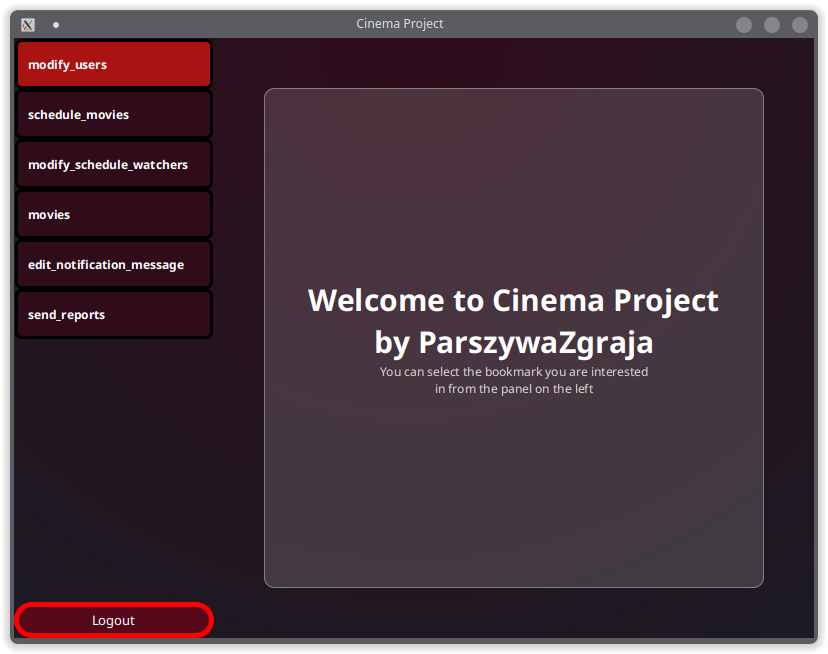 Cinema Project
modify_users
schedule_movies
modify_schedule_watchers
movies
edit_notification_message
send_reports
Welcome to Cinema Project
by ParszywaZgraja
You can select the bookmark you are interested
in from the panel on the left
Logout